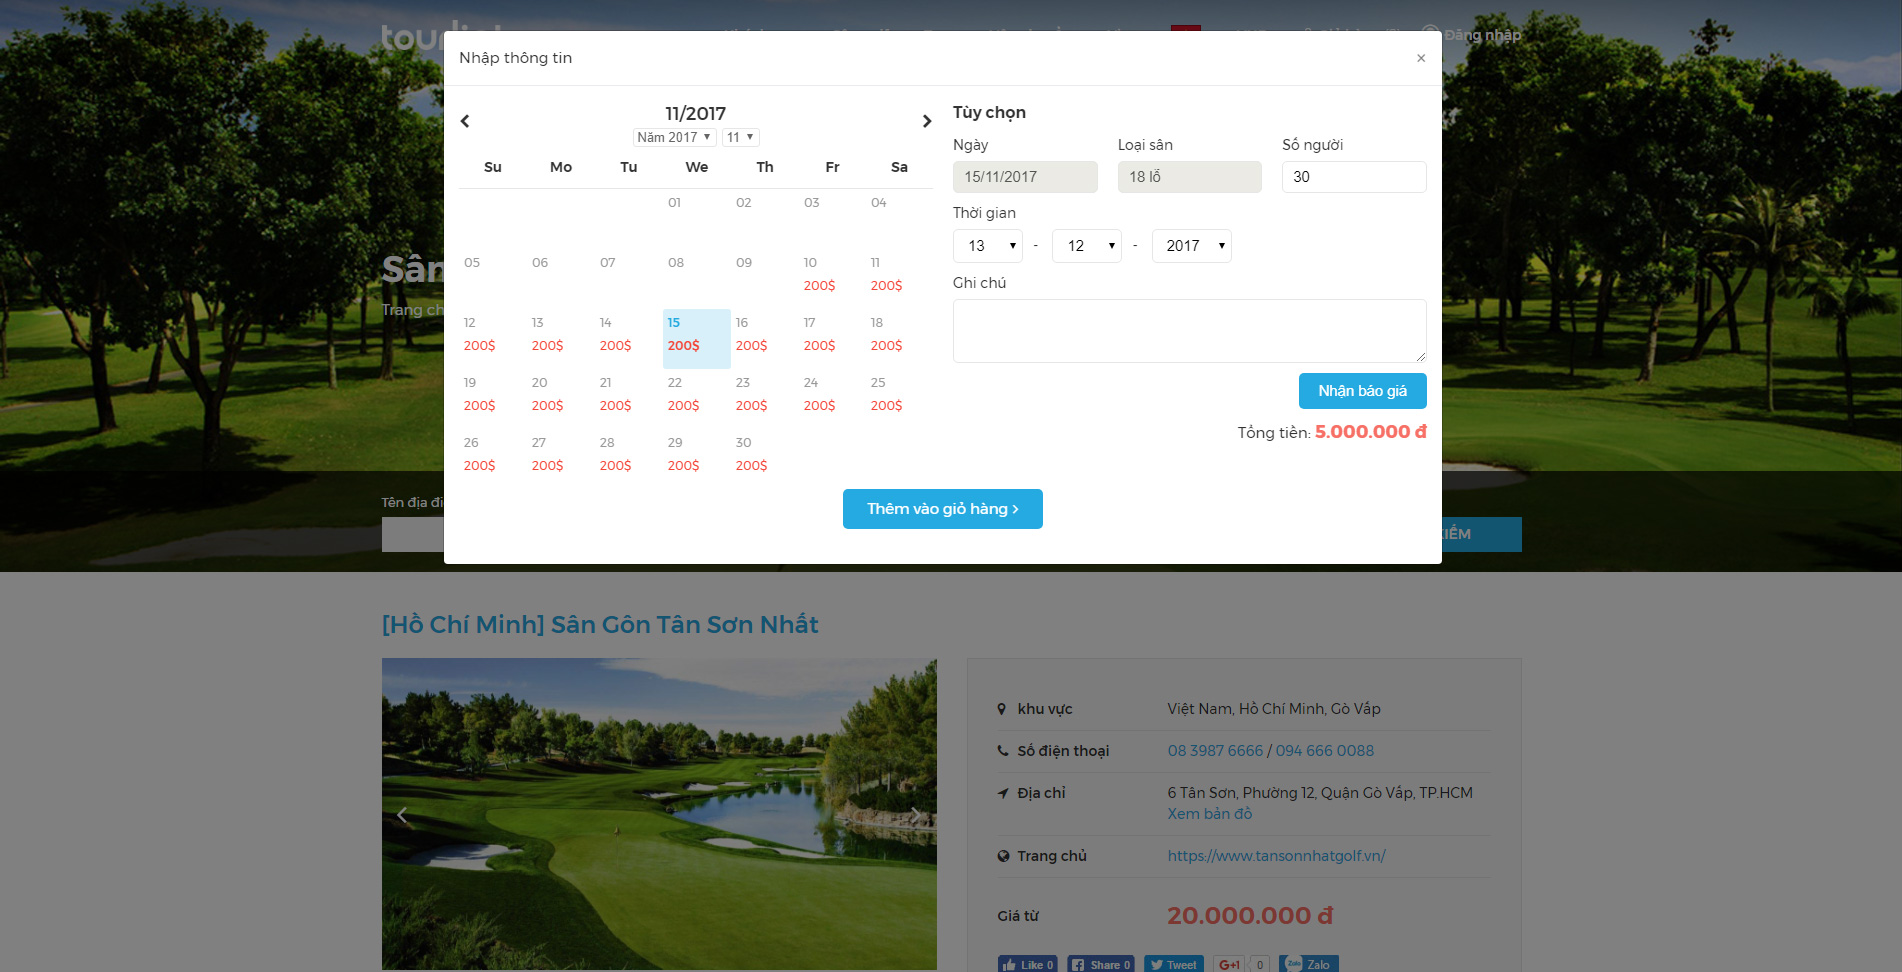 Đăng nhập
Nhập thông tin
×
11/2017
Năm 2017 11
Su Mo Tu We Th Fr Sa
01 02 03 04
05 06 07 08 09 10 11
200$ 200$
12 13 14 15 16 17 18
200$ 200$ 200$ 200$ 200$ 200$ 200$
19 20 21 22 23 24 25
200$ 200$ 200$ 200$ 200$ 200$ 200$
26 27 28 29 30
200$ 200$ 200$ 200$ 200$
Tùy chọn
Ngày Loại sân Số người
15/11/2017 18 lỗ 30
Thời gian
13 - 12 - 2017
Ghi chú
Nhận báo giá
Tổng tiền: 5.000.000 đ
Thêm vào giỏ hàng >
Sân
Trang ch
Tên địa đi
[Hồ Chí Minh] Sân Gôn Tân Sơn Nhất
khu vực Việt Nam, Hồ Chí Minh, Gò Vấp
Số điện thoại 08 3987 6666 / 094 666 0088
Địa chỉ 6 Tân Sơn, Phường 12, Quận Gò Vấp, TP.HCM
Xem bản đồ
Trang chủ https://www.tansonnhatgolf.vn/
Giá từ 20.000.000 đ
Like 0 Share 0 Tweet G+1 0 Zalo Zalo